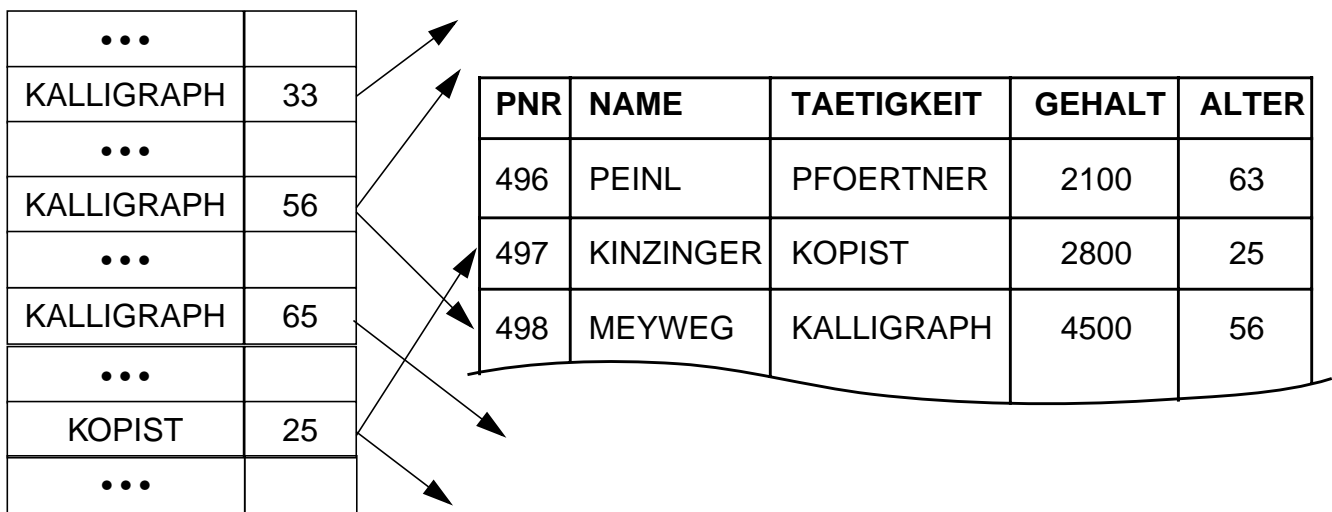 •••
KALLIGRAPH 33
•••
KALLIGRAPH 56
•••
KALLIGRAPH 65
•••
KOPIST 25
•••
PNR NAME TAETIGKEIT GEHALT ALTER
496 PEINL PFOERTNER 2100 63
497 KINZINGER KOPIST 2800 25
498 MEYWEG KALLIGRAPH 4500 56